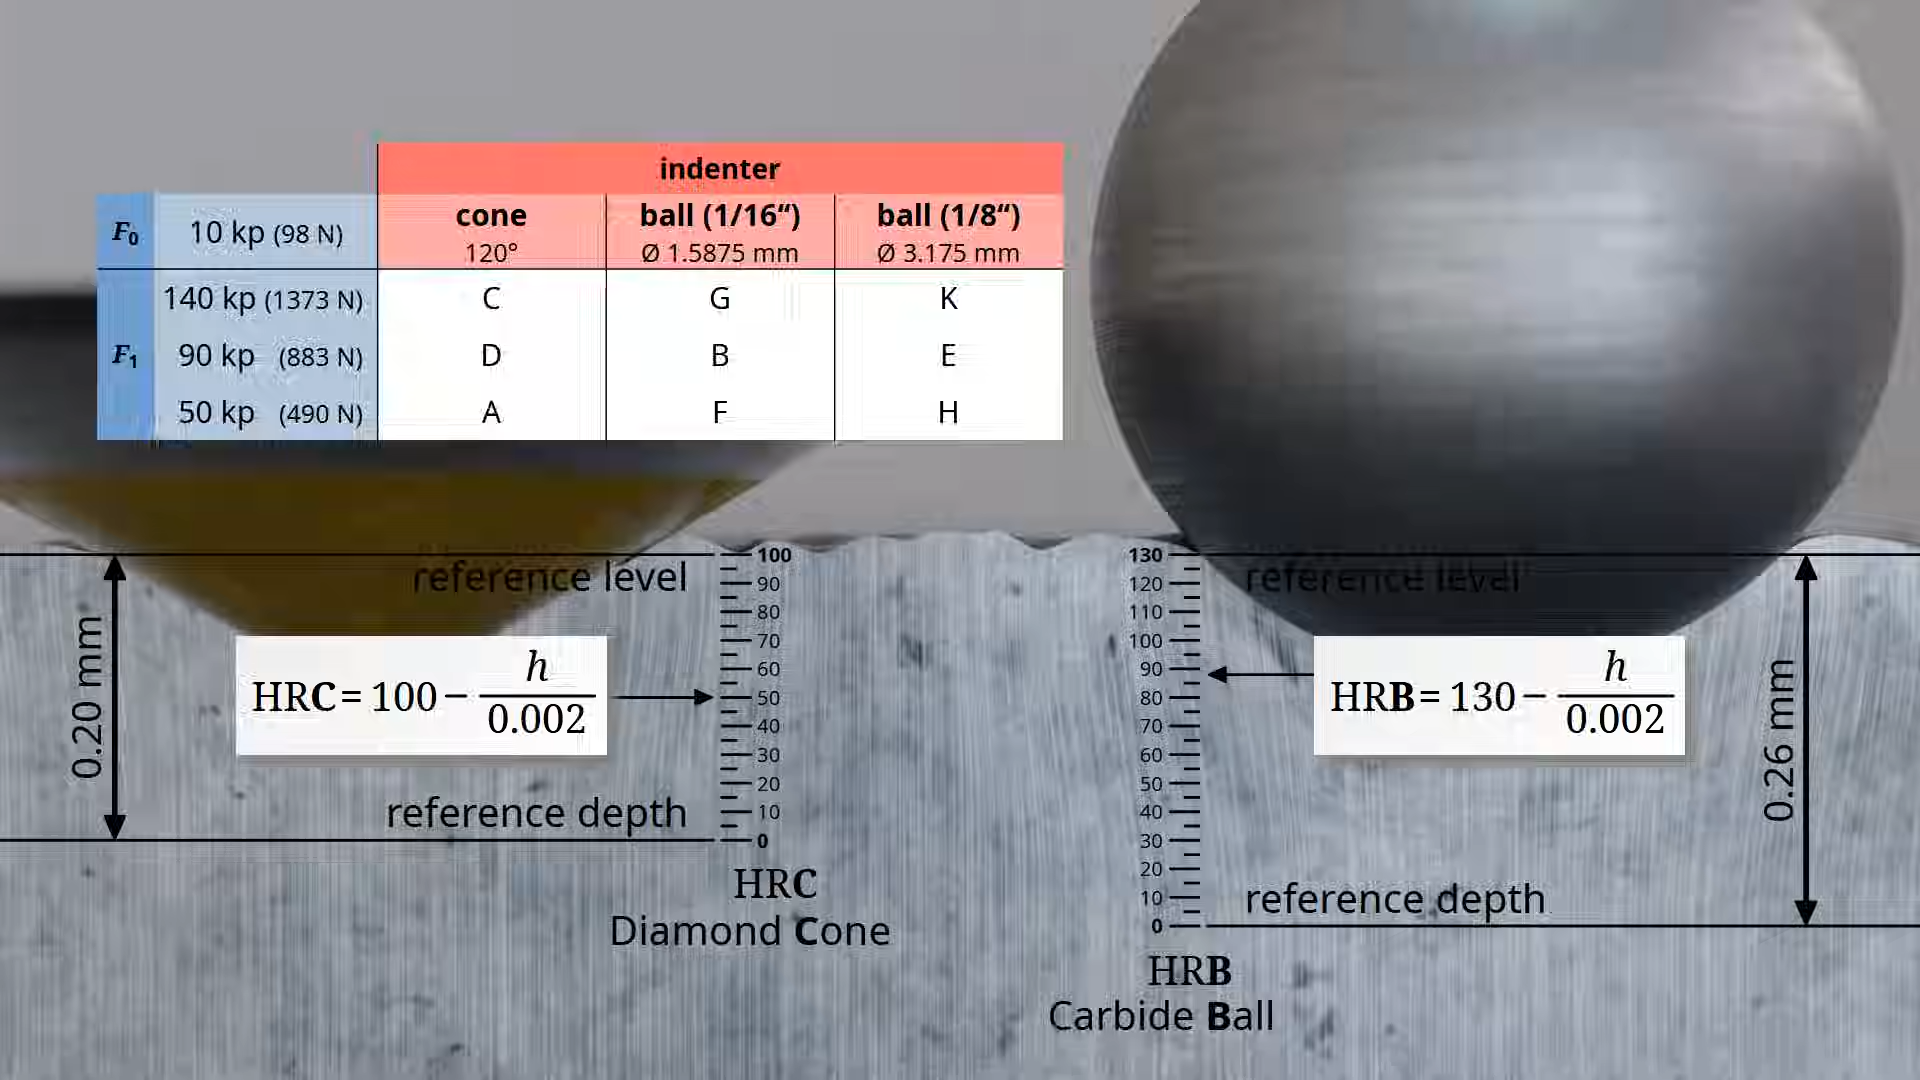 indenter
cone ball (1/16“) ball (1/8“)
F₀ 10 kp (98 N) 120° Ø 1.5875 mm Ø 3.175 mm
140 kp (1373 N) C G K
F₁ 90 kp (883 N) D B E
50 kp (490 N) A F H
reference level
0.20 mm
HRC = 100 − h / 0.002
reference depth
100
90
80
70
60
50
40
30
20
10
0
HRC
Diamond Cone
130
120
110
100
90
80
70
60
50
40
30
20
10
0
reference level
HRB = 130 − h / 0.002
0.26 mm
reference depth
HRB
Carbide Ball